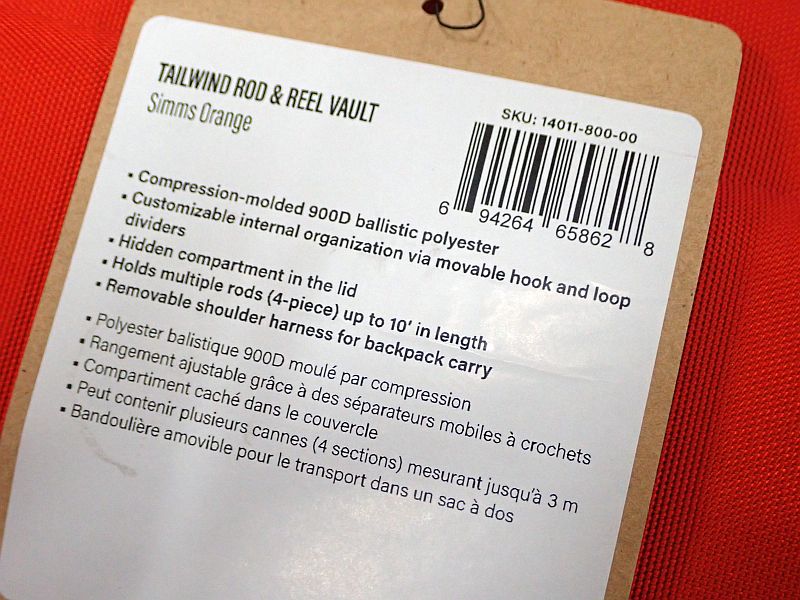 TAILWIND ROD & REEL VAULT
Simms Orange
SKU: 14011-800-00
6 94264 65862 8
▪ Compression-molded 900D ballistic polyester
▪ Customizable internal organization via movable hook and loop
dividers
▪ Hidden compartment in the lid
▪ Holds multiple rods (4-piece) up to 10' in length
▪ Removable shoulder harness for backpack carry
▪ Polyester balistique 900D moulé par compression
▪ Rangement ajustable grâce à des séparateurs mobiles à crochets
▪ Compartiment caché dans le couvercle
▪ Peut contenir plusieurs cannes (4 sections) mesurant jusqu'à 3 m
▪ Bandoulière amovible pour le transport dans un sac à dos